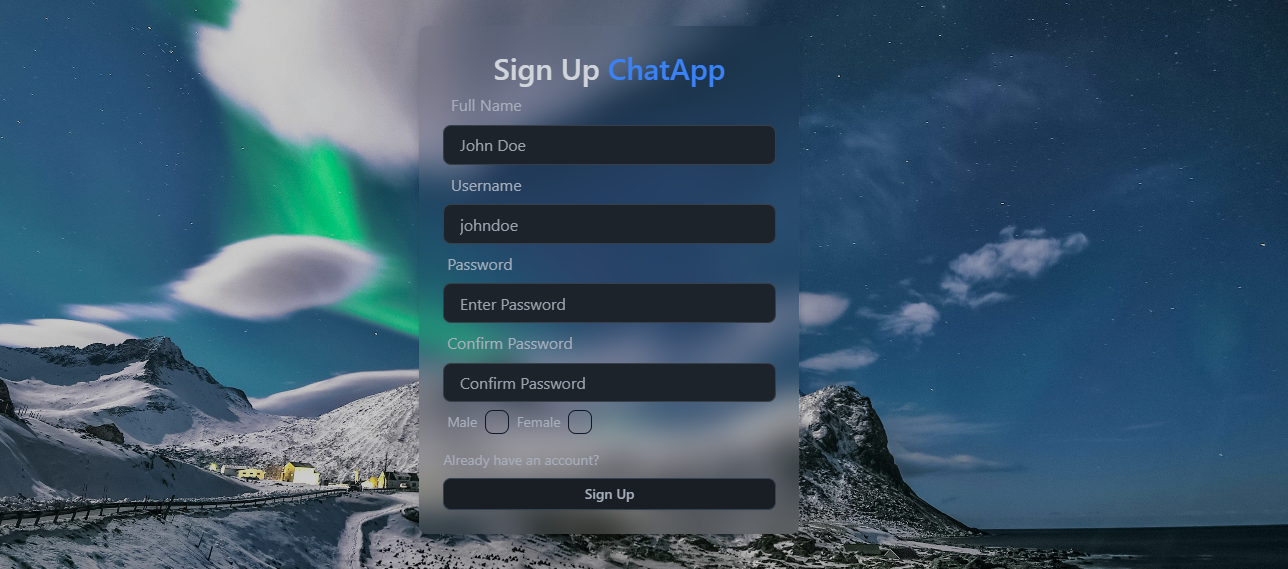 Sign Up ChatApp
Full Name
John Doe
Username
johndoe
Password
Enter Password
Confirm Password
Confirm Password
Male Female
Already have an account?
Sign Up